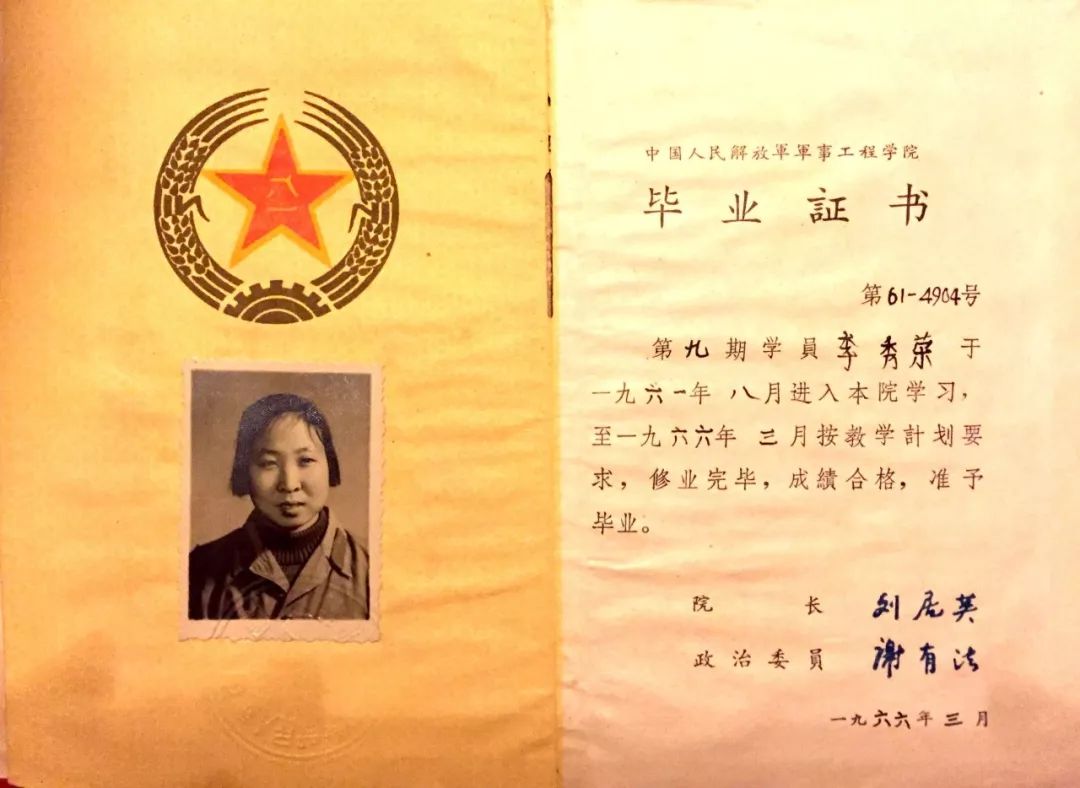 八一
中国人民解放軍軍事工程学院
毕业証书
第61-4904号
第九期学員李秀荣于
一九六一年八月进入本院学习，
至一九六六年三月按教学計划要
求，修业完毕，成績合格，准予
毕业。
院长 刘居英
政治委員 谢有法
一九六六年三月